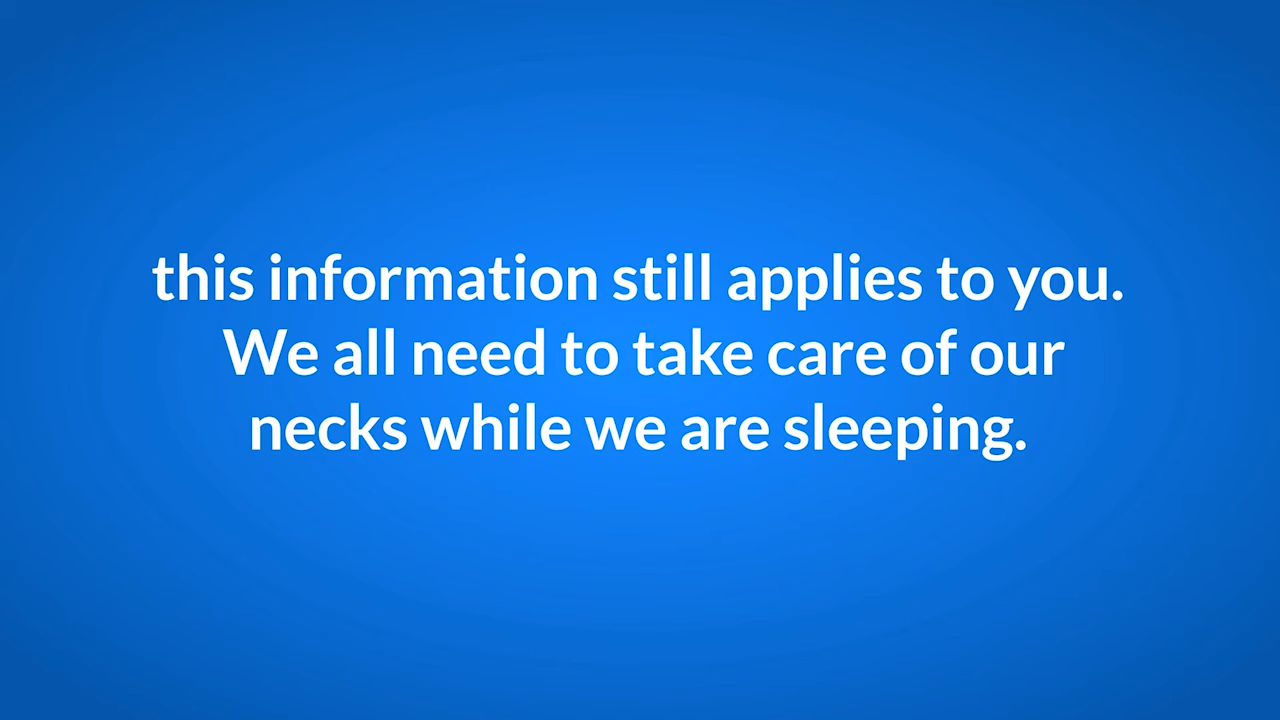 this information still applies to you.
We all need to take care of our
necks while we are sleeping.